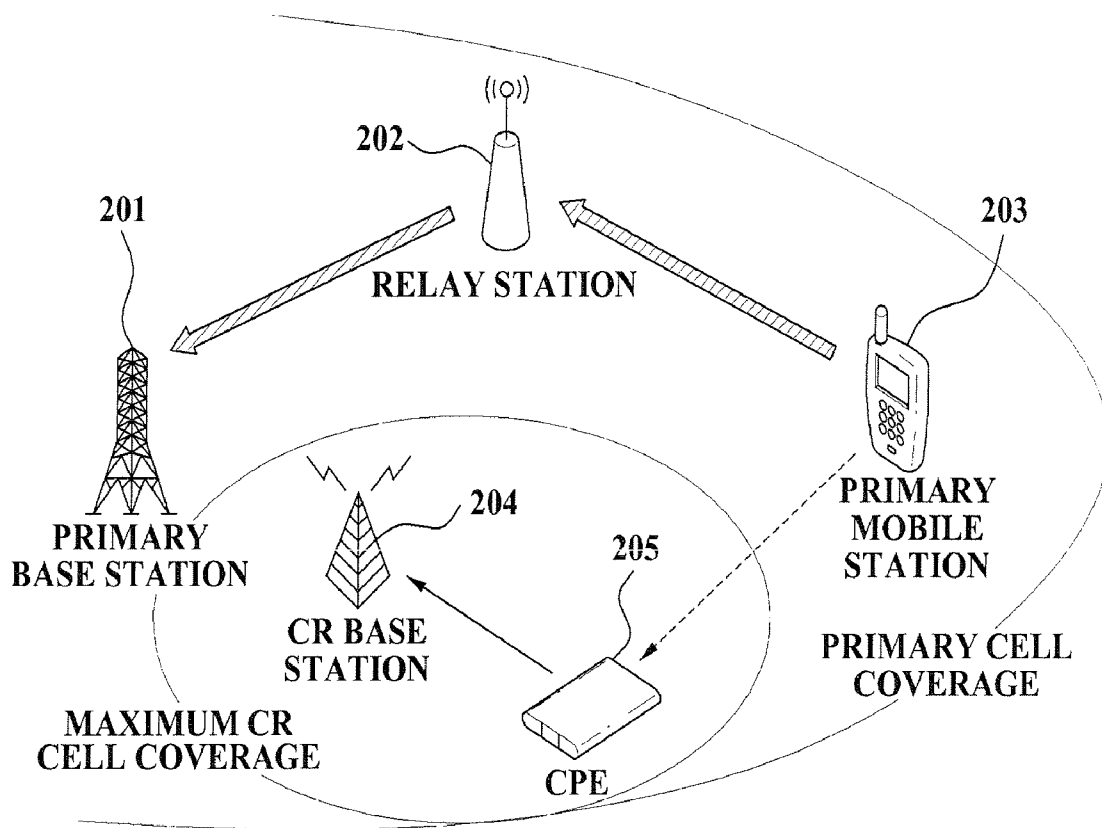 202
201
203
RELAY STATION
PRIMARY
BASE STATION
204
PRIMARY
MOBILE
STATION
205
CR BASE
STATION
PRIMARY CELL
COVERAGE
MAXIMUM CR
CELL COVERAGE
CPE